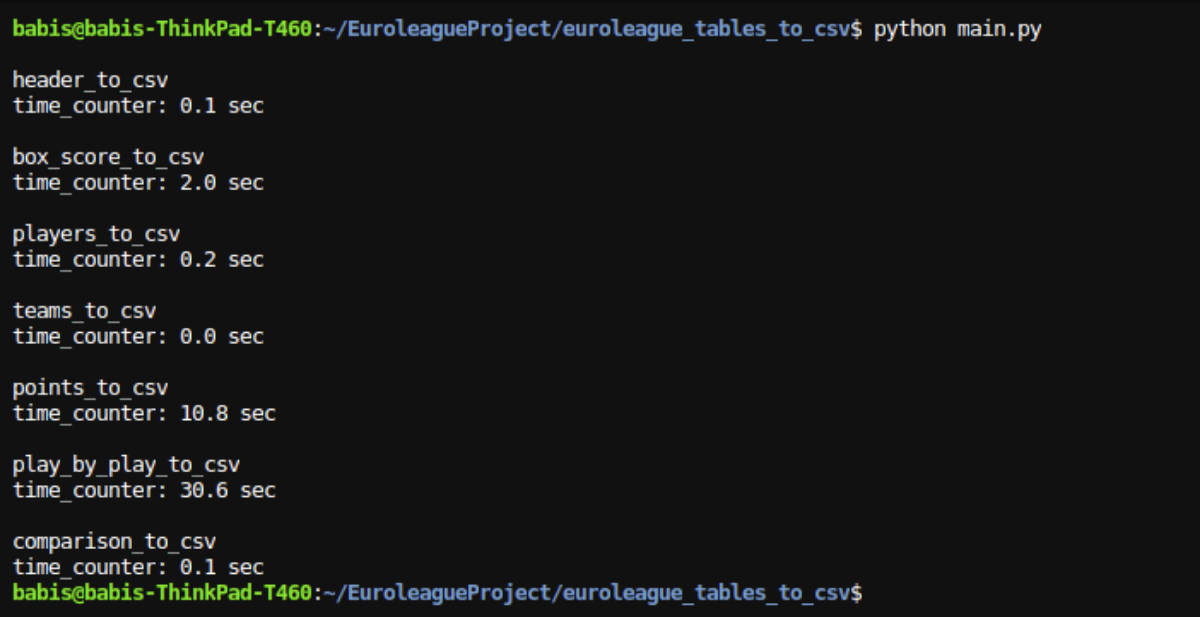 babis@babis-ThinkPad-T460:~/EuroleagueProject/euroleague_tables_to_csv$ python main.py
header_to_csv
time_counter: 0.1 sec
box_score_to_csv
time_counter: 2.0 sec
players_to_csv
time_counter: 0.2 sec
teams_to_csv
time_counter: 0.0 sec
points_to_csv
time_counter: 10.8 sec
play_by_play_to_csv
time_counter: 30.6 sec
comparison_to_csv
time_counter: 0.1 sec
babis@babis-ThinkPad-T460:~/EuroleagueProject/euroleague_tables_to_csv$